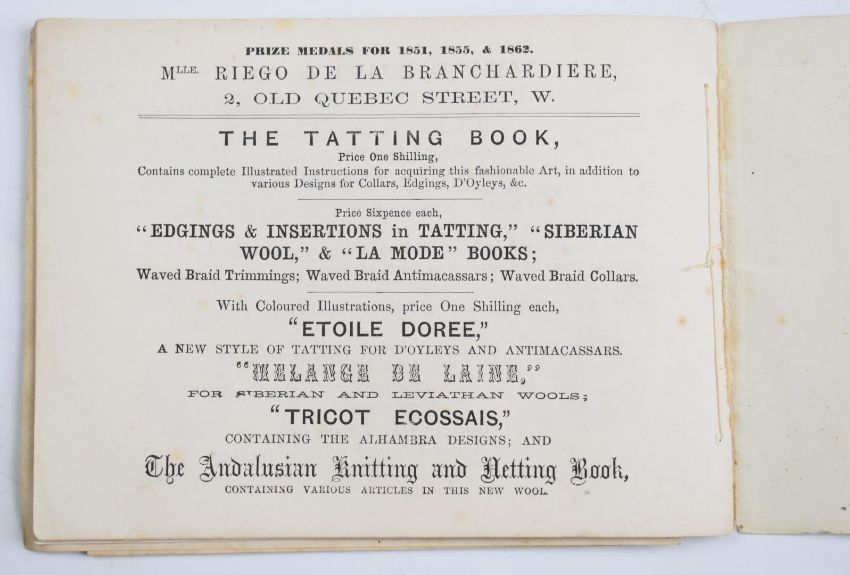 PRIZE MEDALS FOR 1851, 1855, & 1862.
MLLE. RIEGO DE LA BRANCHARDIERE,
2, OLD QUEBEC STREET, W.
THE TATTING BOOK,
Price One Shilling,
Contains complete Illustrated Instructions for acquiring this fashionable Art, in addition to
various Designs for Collars, Edgings, D'Oyleys, &c.
Price Sixpence each,
"EDGINGS & INSERTIONS in TATTING," "SIBERIAN
WOOL," & "LA MODE" BOOKS;
Waved Braid Trimmings; Waved Braid Antimacassars; Waved Braid Collars.
With Coloured Illustrations, price One Shilling each,
"ETOILE DOREE,"
A NEW STYLE OF TATTING FOR D'OYLEYS AND ANTIMACASSARS.
"MELANGE DE LAINE,"
FOR SIBERIAN AND LEVIATHAN WOOLS;
"TRICOT ECOSSAIS,"
CONTAINING THE ALHAMBRA DESIGNS; AND
The Andalusian Knitting and Netting Book,
CONTAINING VARIOUS ARTICLES IN THIS NEW WOOL.